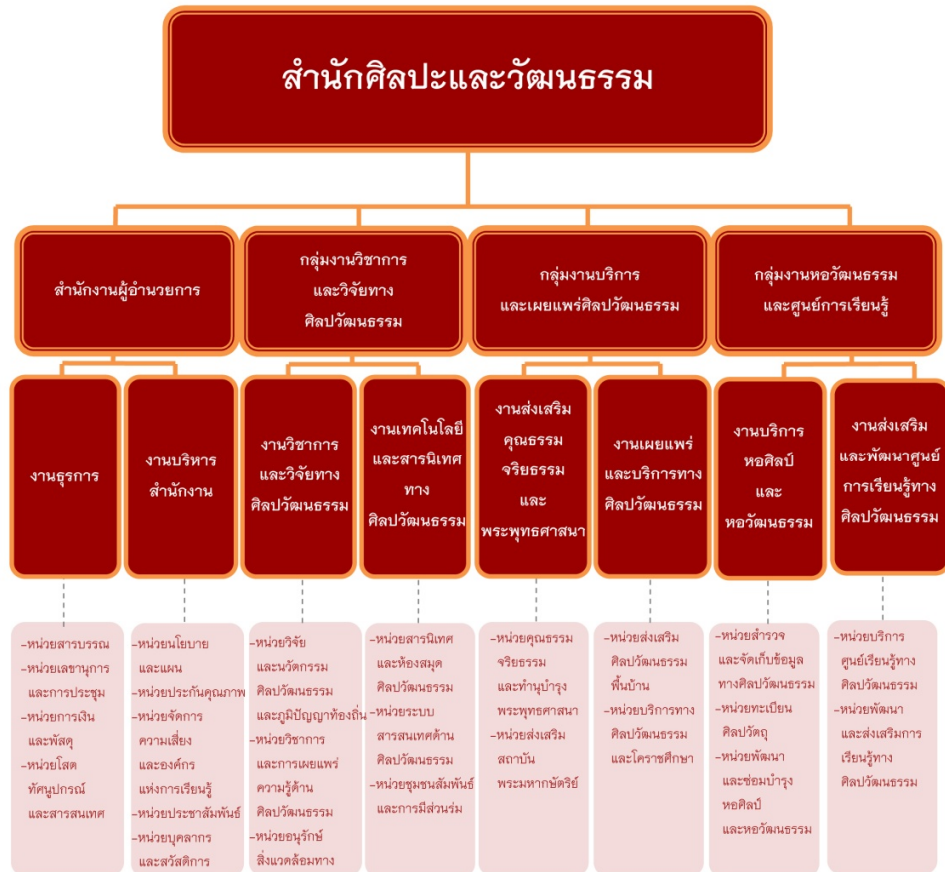 สำนักศิลปะและวัฒนธรรม
สำนักงานผู้อำนวยการ
กลุ่มงานวิชาการ
และวิจัยทาง
ศิลปวัฒนธรรม
กลุ่มงานบริการ
และเผยแพร่ศิลปวัฒนธรรม
กลุ่มงานหอวัฒนธรรม
และศูนย์การเรียนรู้
งานธุรการ
งานบริหาร
สำนักงาน
งานวิชาการ
และวิจัยทาง
ศิลปวัฒนธรรม
งานเทคโนโลยี
และสารนิเทศ
ทาง
ศิลปวัฒนธรรม
งานส่งเสริม
คุณธรรม
จริยธรรม
และ
พระพุทธศาสนา
งานเผยแพร่
และบริการทาง
ศิลปวัฒนธรรม
งานบริการ
หอศิลป์
และ
หอวัฒนธรรม
งานส่งเสริม
และพัฒนาศูนย์
การเรียนรู้ทาง
ศิลปวัฒนธรรม
-หน่วยสารบรรณ
-หน่วยเลขานุการ
และการประชุม
-หน่วยการเงิน
และพัสดุ
-หน่วยโสต
ทัศนูปกรณ์
และสารสนเทศ
-หน่วยนโยบาย
และแผน
-หน่วยประกันคุณภาพ
-หน่วยจัดการ
ความเสี่ยง
และองค์กร
แห่งการเรียนรู้
-หน่วยประชาสัมพันธ์
-หน่วยบุคลากร
และสวัสดิการ
-หน่วยวิจัย
และนวัตกรรม
ศิลปวัฒนธรรม
และภูมิปัญญาท้องถิ่น
-หน่วยวิชาการ
และการเผยแพร่
ความรู้ด้าน
ศิลปวัฒนธรรม
-หน่วยอนุรักษ์
สิ่งแวดล้อมทาง
-หน่วยสารนิเทศ
และห้องสมุด
ศิลปวัฒนธรรม
-หน่วยระบบ
สารสนเทศด้าน
ศิลปวัฒนธรรม
-หน่วยชุมชนสัมพันธ์
และการมีส่วนร่ม
-หน่วยคุณธรรม
จริยธรรม
และทำนุบำรุง
พระพุทธศาสนา
-หน่วยส่งเสริม
สถาบัน
พระมหากษัตริย์
-หน่วยส่งเสริม
ศิลปวัฒนธรรม
พื้นบ้าน
-หน่วยบริการทาง
ศิลปวัฒนธรรม
และโคราชศึกษา
-หน่วยสำรวจ
และจัดเก็บข้อมูล
ทางศิลปวัฒนธรรม
-หน่วยทะเบียน
ศิลปวัตถุ
-หน่วยพัฒนา
และซ่อมบำรุง
หอศิลป์
และหอวัฒนธรรม
-หน่วยบริการ
ศูนย์เรียนรู้ทาง
ศิลปวัฒนธรรม
-หน่วยพัฒนา
และส่งเสริมการ
เรียนรู้ทาง
ศิลปวัฒนธรรม